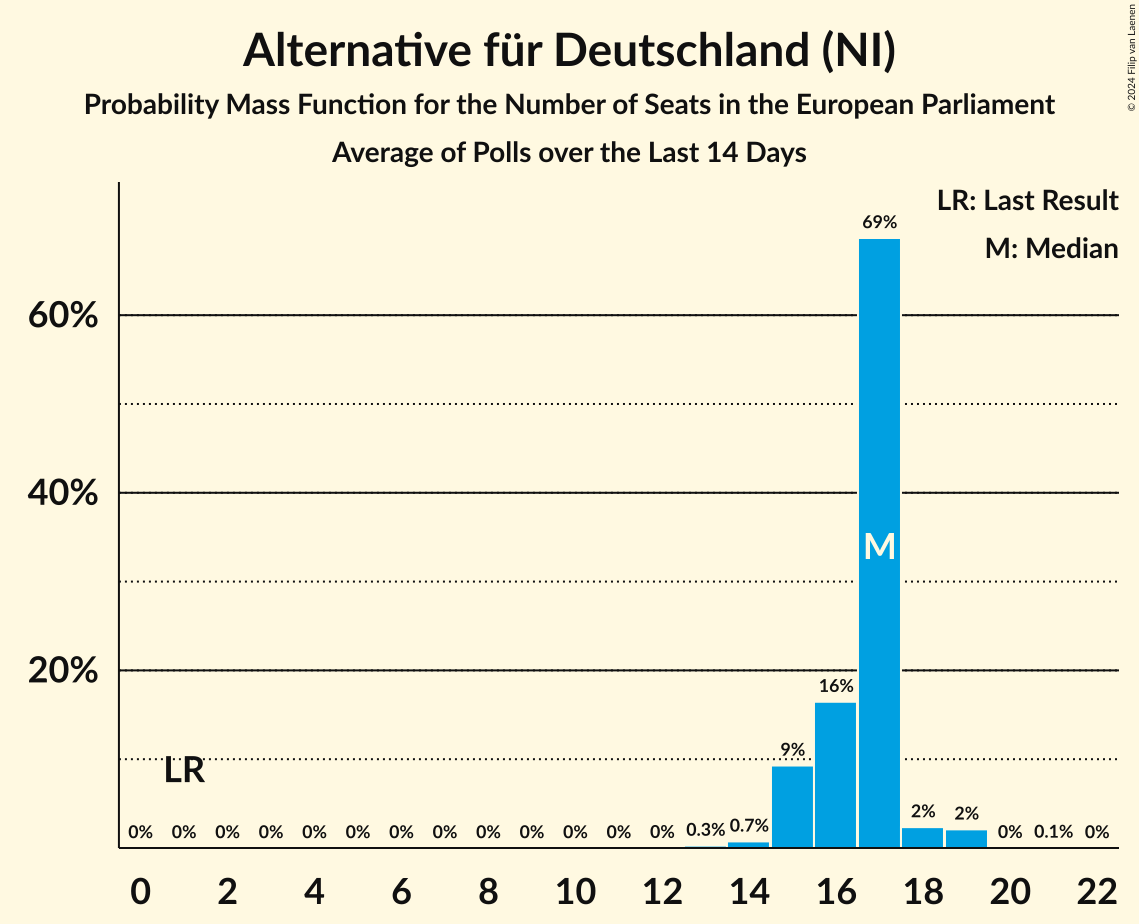 Alternative für Deutschland (NI)
Probability Mass Function for the Number of Seats in the European Parliament
Average of Polls over the Last 14 Days
© 2024 Filip van Laenen
LR: Last Result
M: Median
69%
60%
40%
M
20%
16%
9%
LR
0% 0% 0% 0% 0% 0% 0% 0% 0% 0% 0% 0% 0% 0.3% 0.7% 2% 2% 0% 0.1% 0%
0 2 4 6 8 10 12 14 16 18 20 22